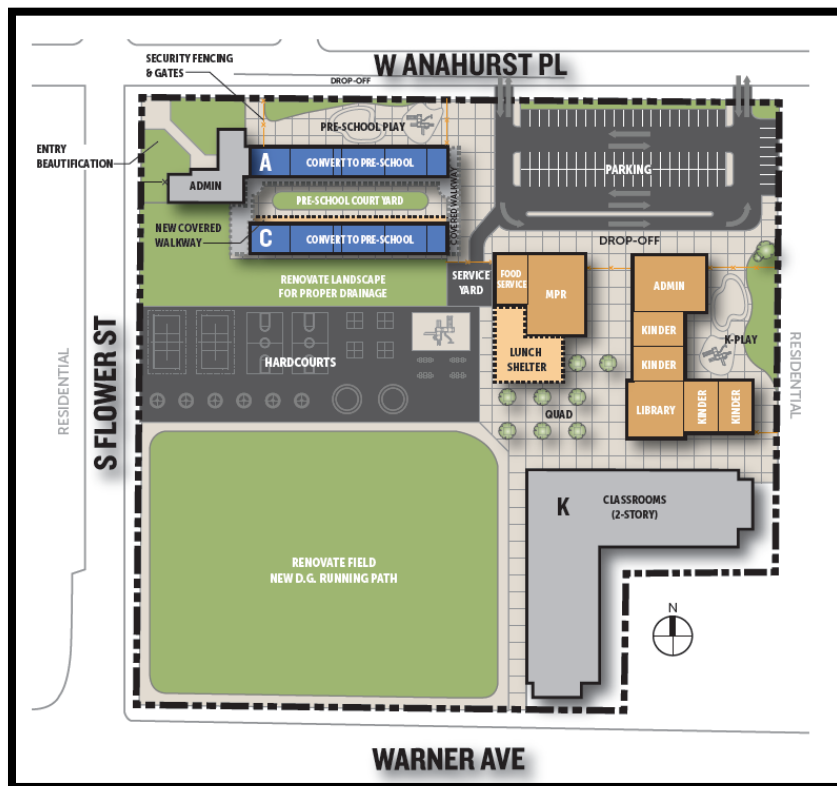 W ANAHURST PL
SECURITY FENCING
& GATES
DROP-OFF
PRE-SCHOOL PLAY
ENTRY
BEAUTIFICATION
A
CONVERT TO PRE-SCHOOL
ADMIN
PARKING
PRE-SCHOOL COURT YARD
COVERED WALKWAY
NEW COVERED
WALKWAY
C
CONVERT TO PRE-SCHOOL
DROP-OFF
RENOVATE LANDSCAPE
FOR PROPER DRAINAGE
SERVICE
YARD
FOOD
SERVICE
MPR
ADMIN
KINDER
K-PLAY
HARDCOURTS
LUNCH
SHELTER
KINDER
RESIDENTIAL
S FLOWER ST
RESIDENTIAL
LIBRARY
KINDER
KINDER
QUAD
K
CLASSROOMS
(2-STORY)
RENOVATE FIELD
NEW D.G. RUNNING PATH
N
WARNER AVE